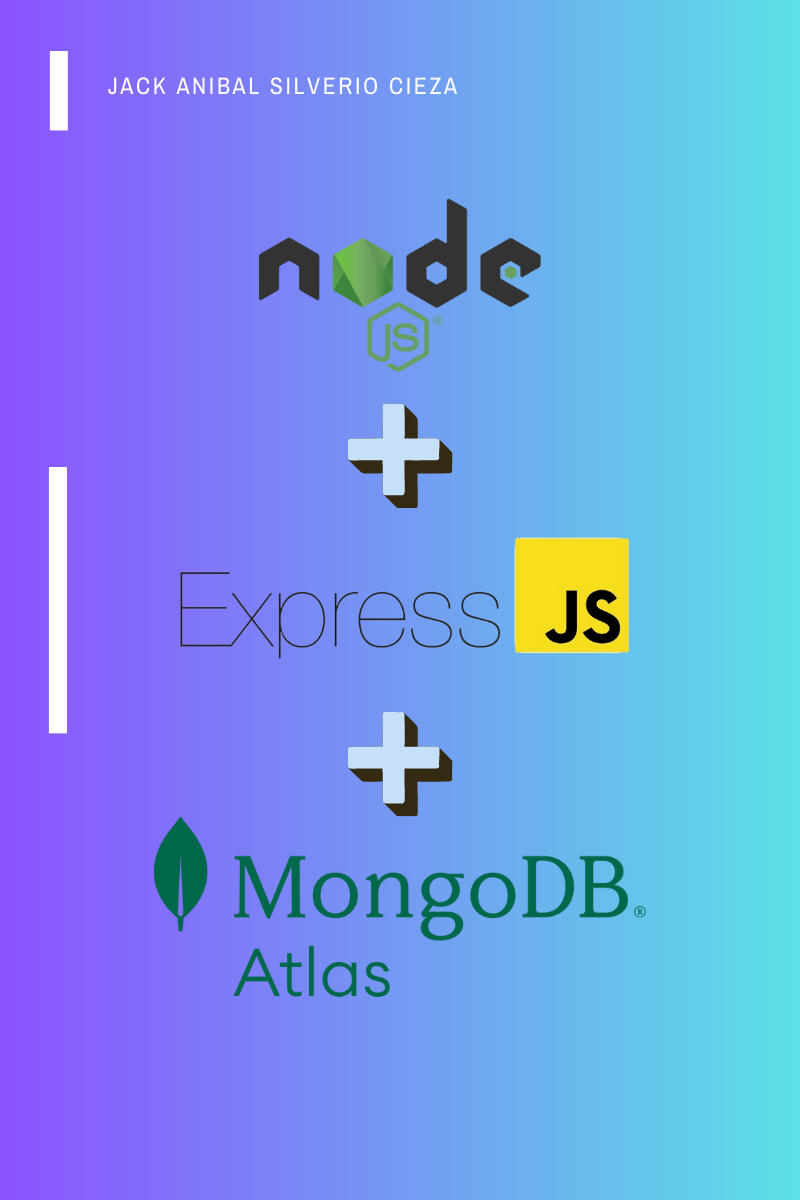 JACK ANIBAL SILVERIO CIEZA
node
JS®
Express JS
MongoDB®
Atlas